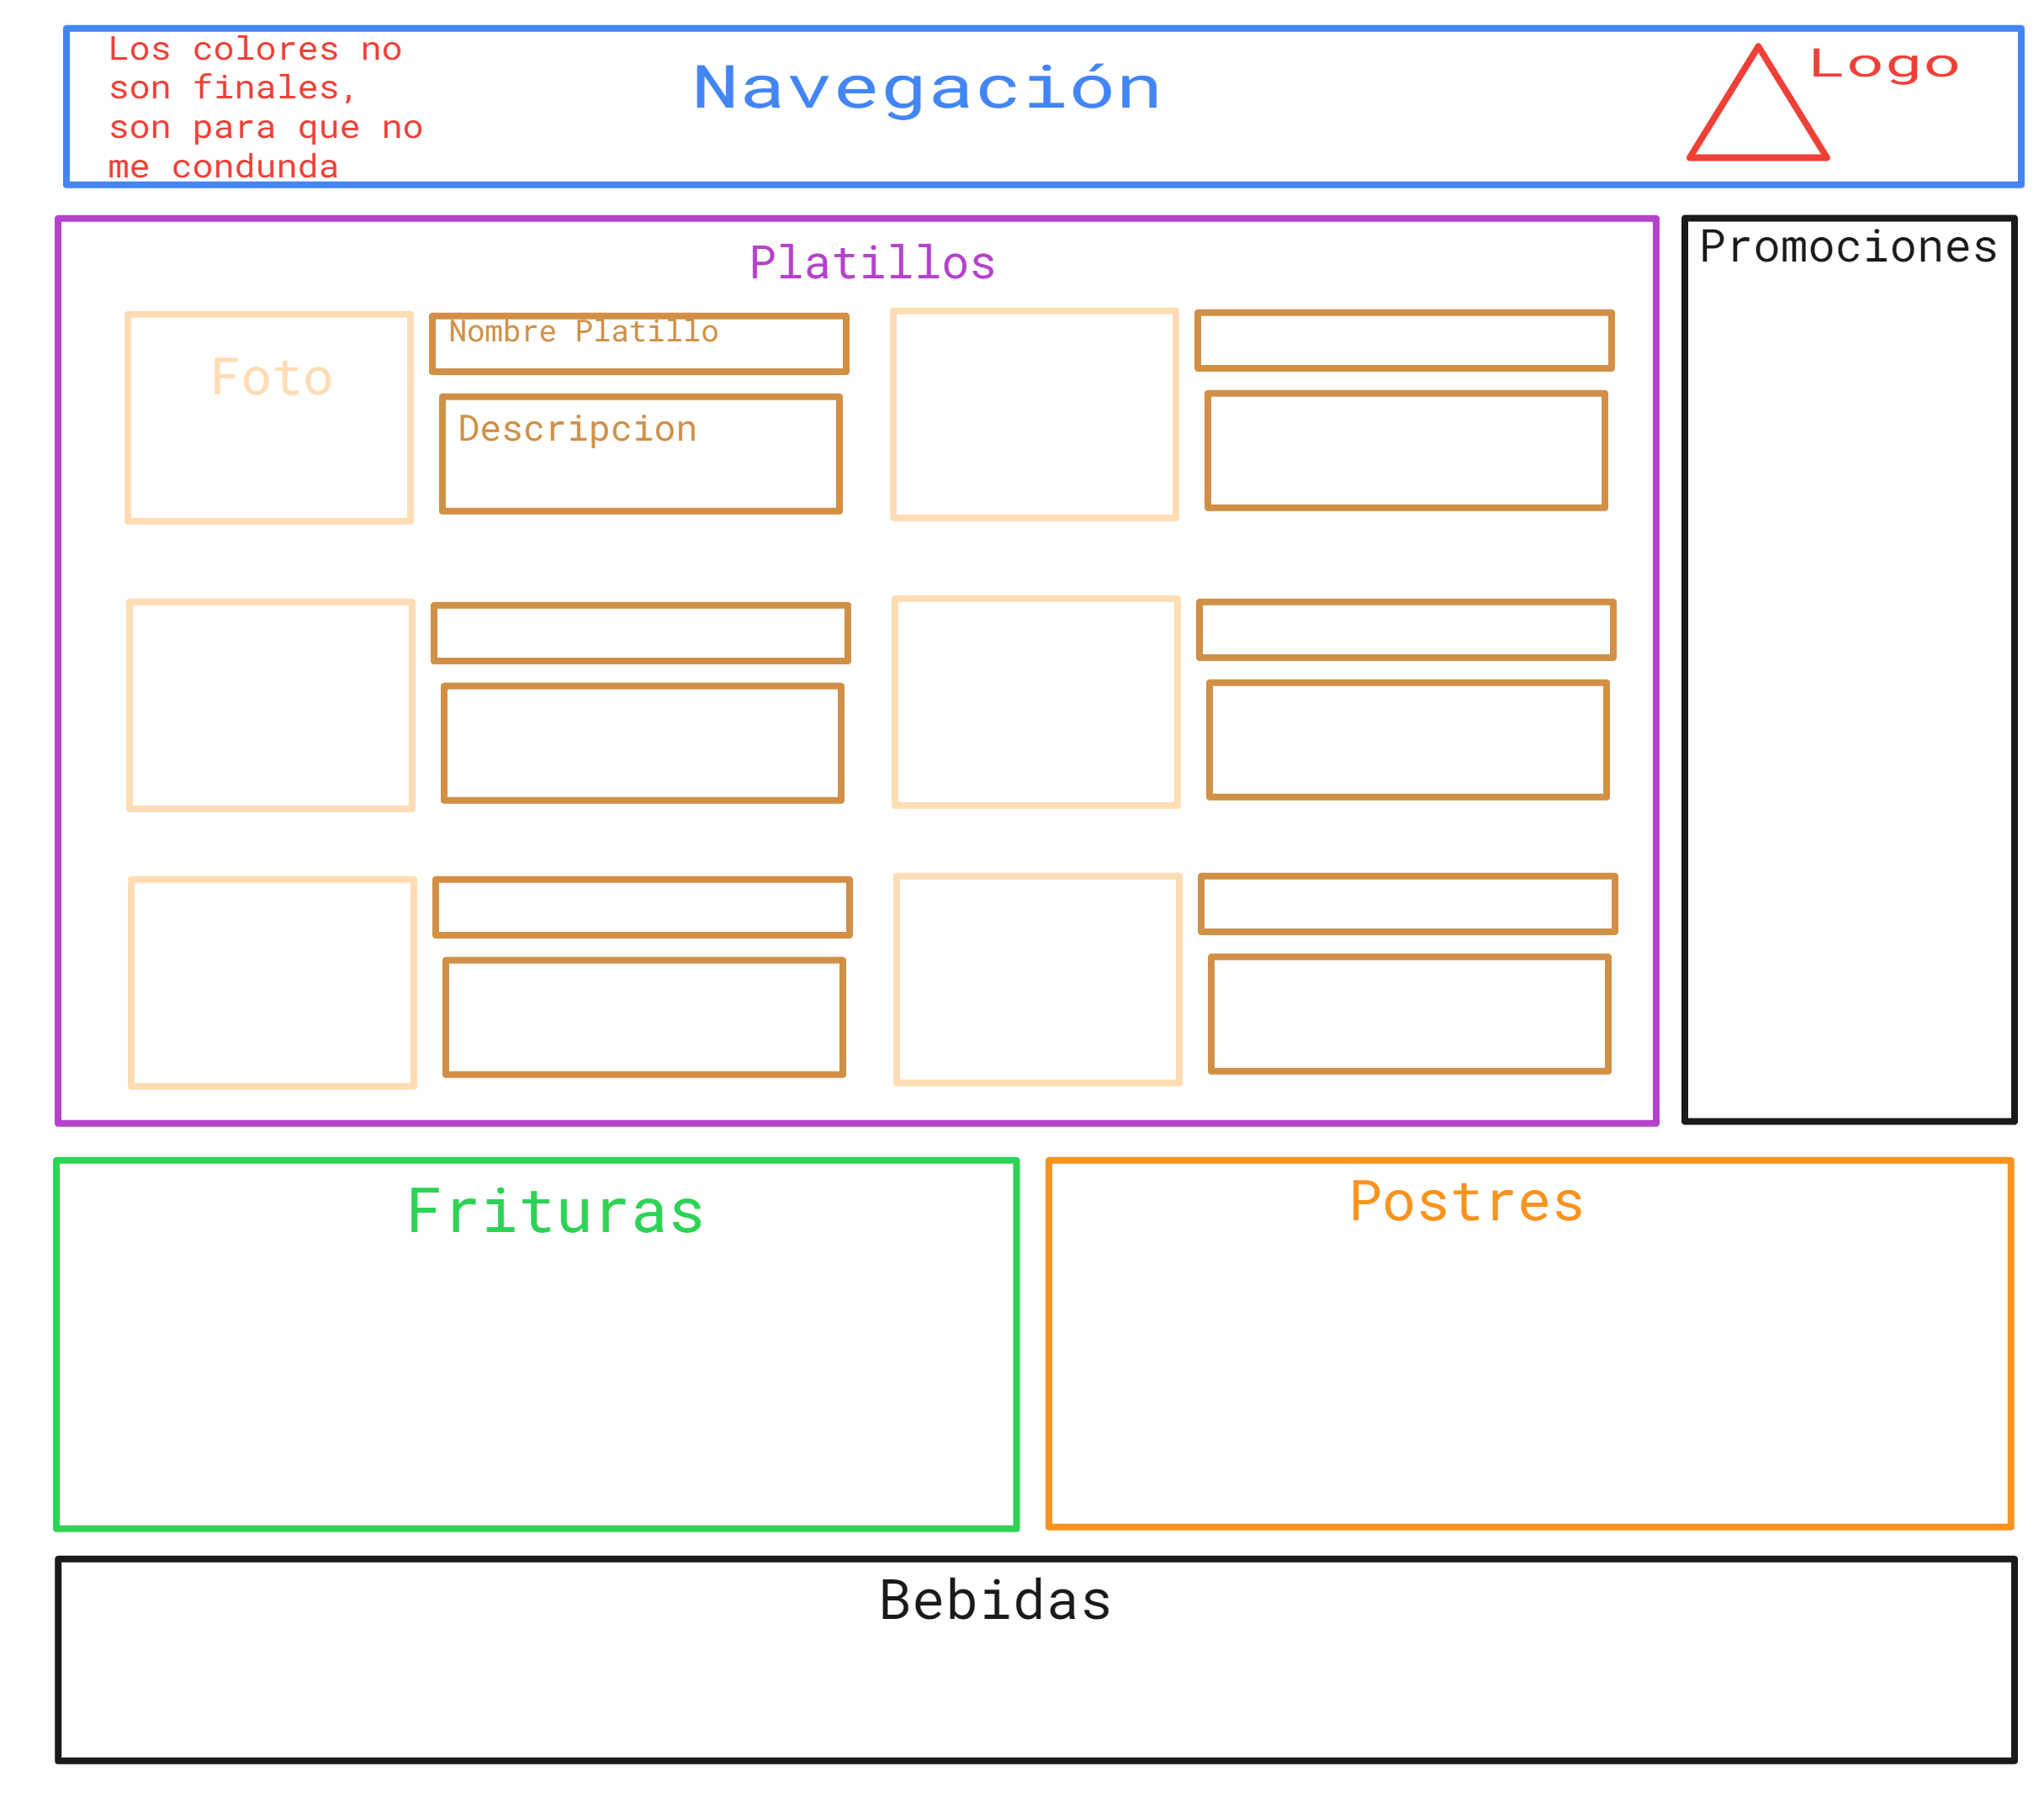 Los colores no
son finales,
son para que no
me condunda
Navegación
Logo
Platillos
Promociones
Foto
Nombre Platillo
Descripcion
Frituras
Postres
Bebidas